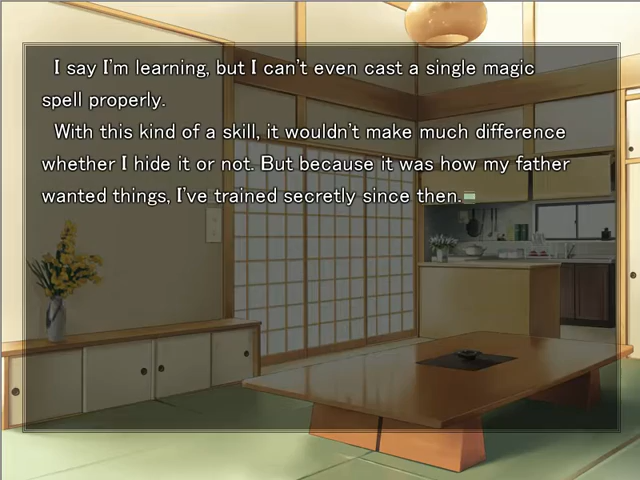 I say I'm learning, but I can't even cast a single magic
spell properly.
With this kind of a skill, it wouldn't make much difference
whether I hide it or not. But because it was how my father
wanted things, I've trained secretly since then.